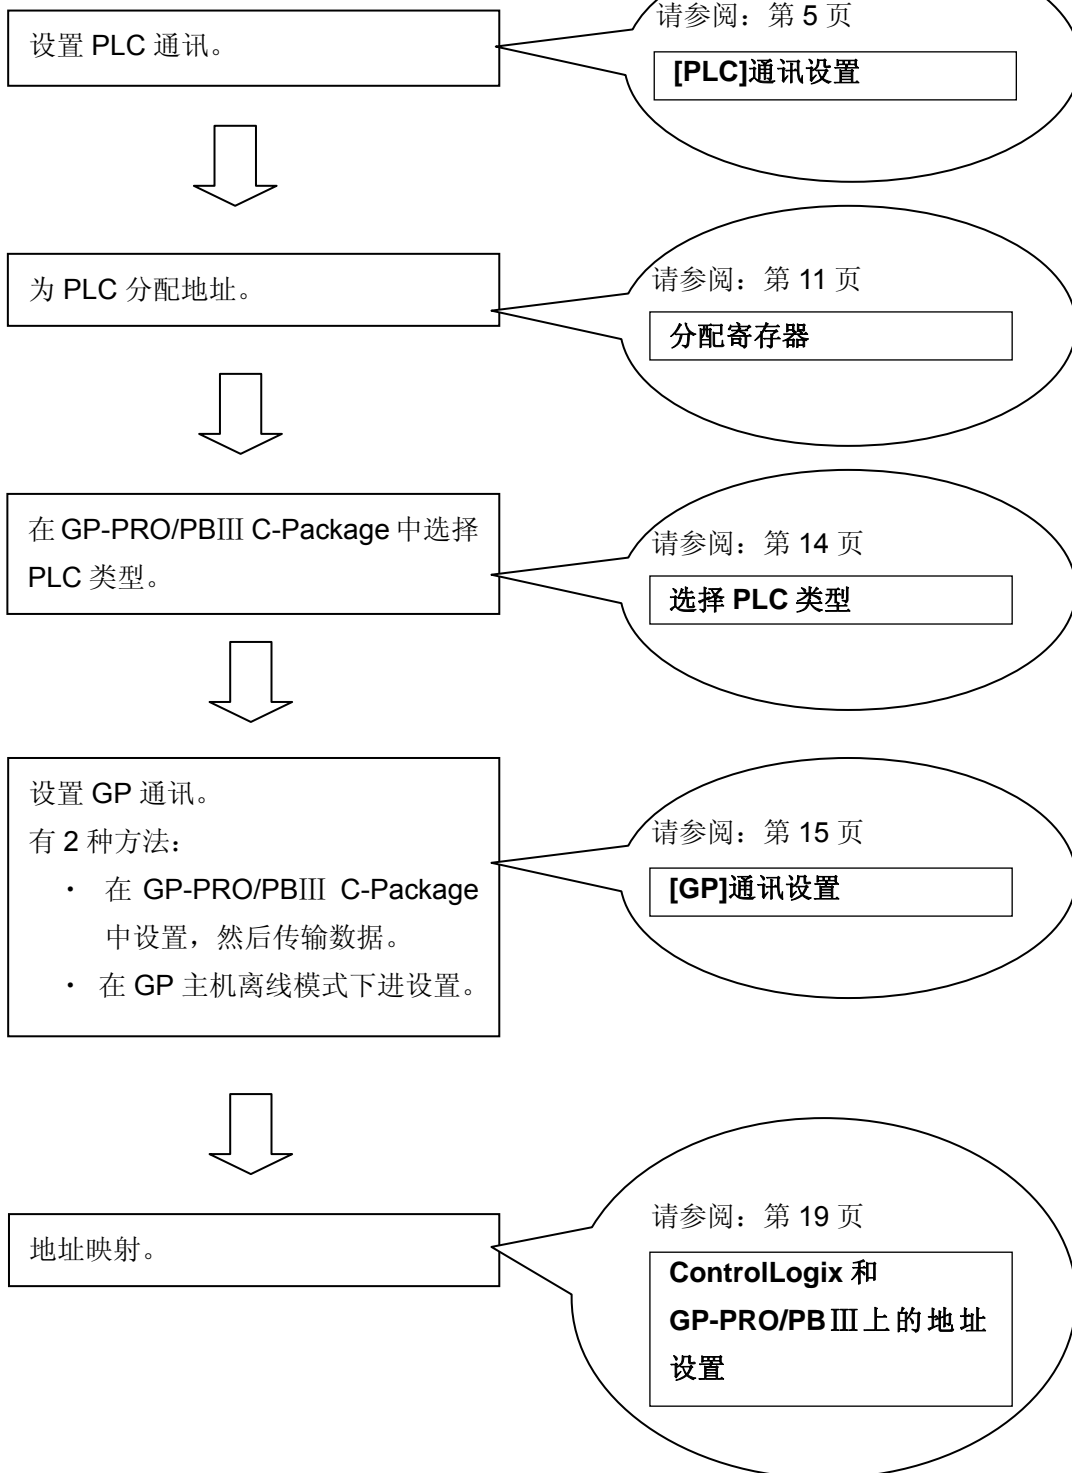 设置 PLC 通讯。
请参阅：第 5 页
[PLC]通讯设置
为 PLC 分配地址。
请参阅：第 11 页
分配寄存器
在 GP-PRO/PBⅢ C-Package 中选择
PLC 类型。
请参阅：第 14 页
选择 PLC 类型
设置 GP 通讯。
有 2 种方法：
· 在 GP-PRO/PBⅢ C-Package
中设置，然后传输数据。
· 在 GP 主机离线模式下进设置。
请参阅：第 15 页
[GP]通讯设置
地址映射。
请参阅：第 19 页
ControlLogix 和
GP-PRO/PBⅢ上的地址
设置